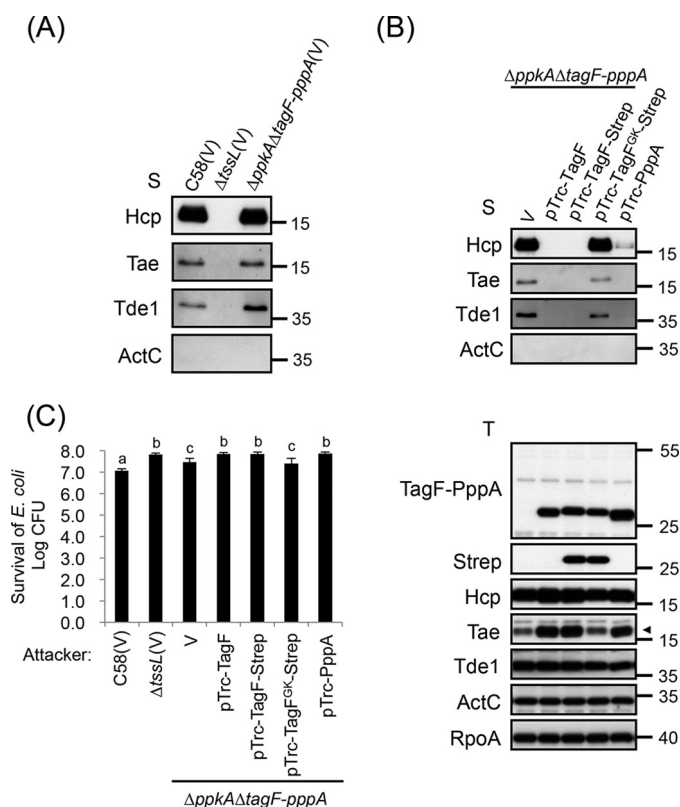 (A)
C58(V)
ΔtssL(V)
ΔppkAΔtagF-pppA(V)
S
Hcp
15
Tae
15
Tde1
35
ActC
35
(B)
ΔppkAΔtagF-pppA
V
pTrc-TagF
pTrc-TagF-Strep
pTrc-TagFGK-Strep
pTrc-PppA
S
Hcp
15
Tae
15
Tde1
35
ActC
35
T
TagF-PppA
55
25
Strep
25
Hcp
15
Tae
15
Tde1
35
ActC
35
RpoA
40
(C)
Survival of E. coli
Log CFU
8.0
7.0
6.0
5.0
4.0
3.0
2.0
1.0
0.0
a
b
c
b
b
c
b
Attacker:
C58(V)
ΔtssL(V)
V
pTrc-TagF
pTrc-TagF-Strep
pTrc-TagFGK-Strep
pTrc-PppA
ΔppkAΔtagF-pppA